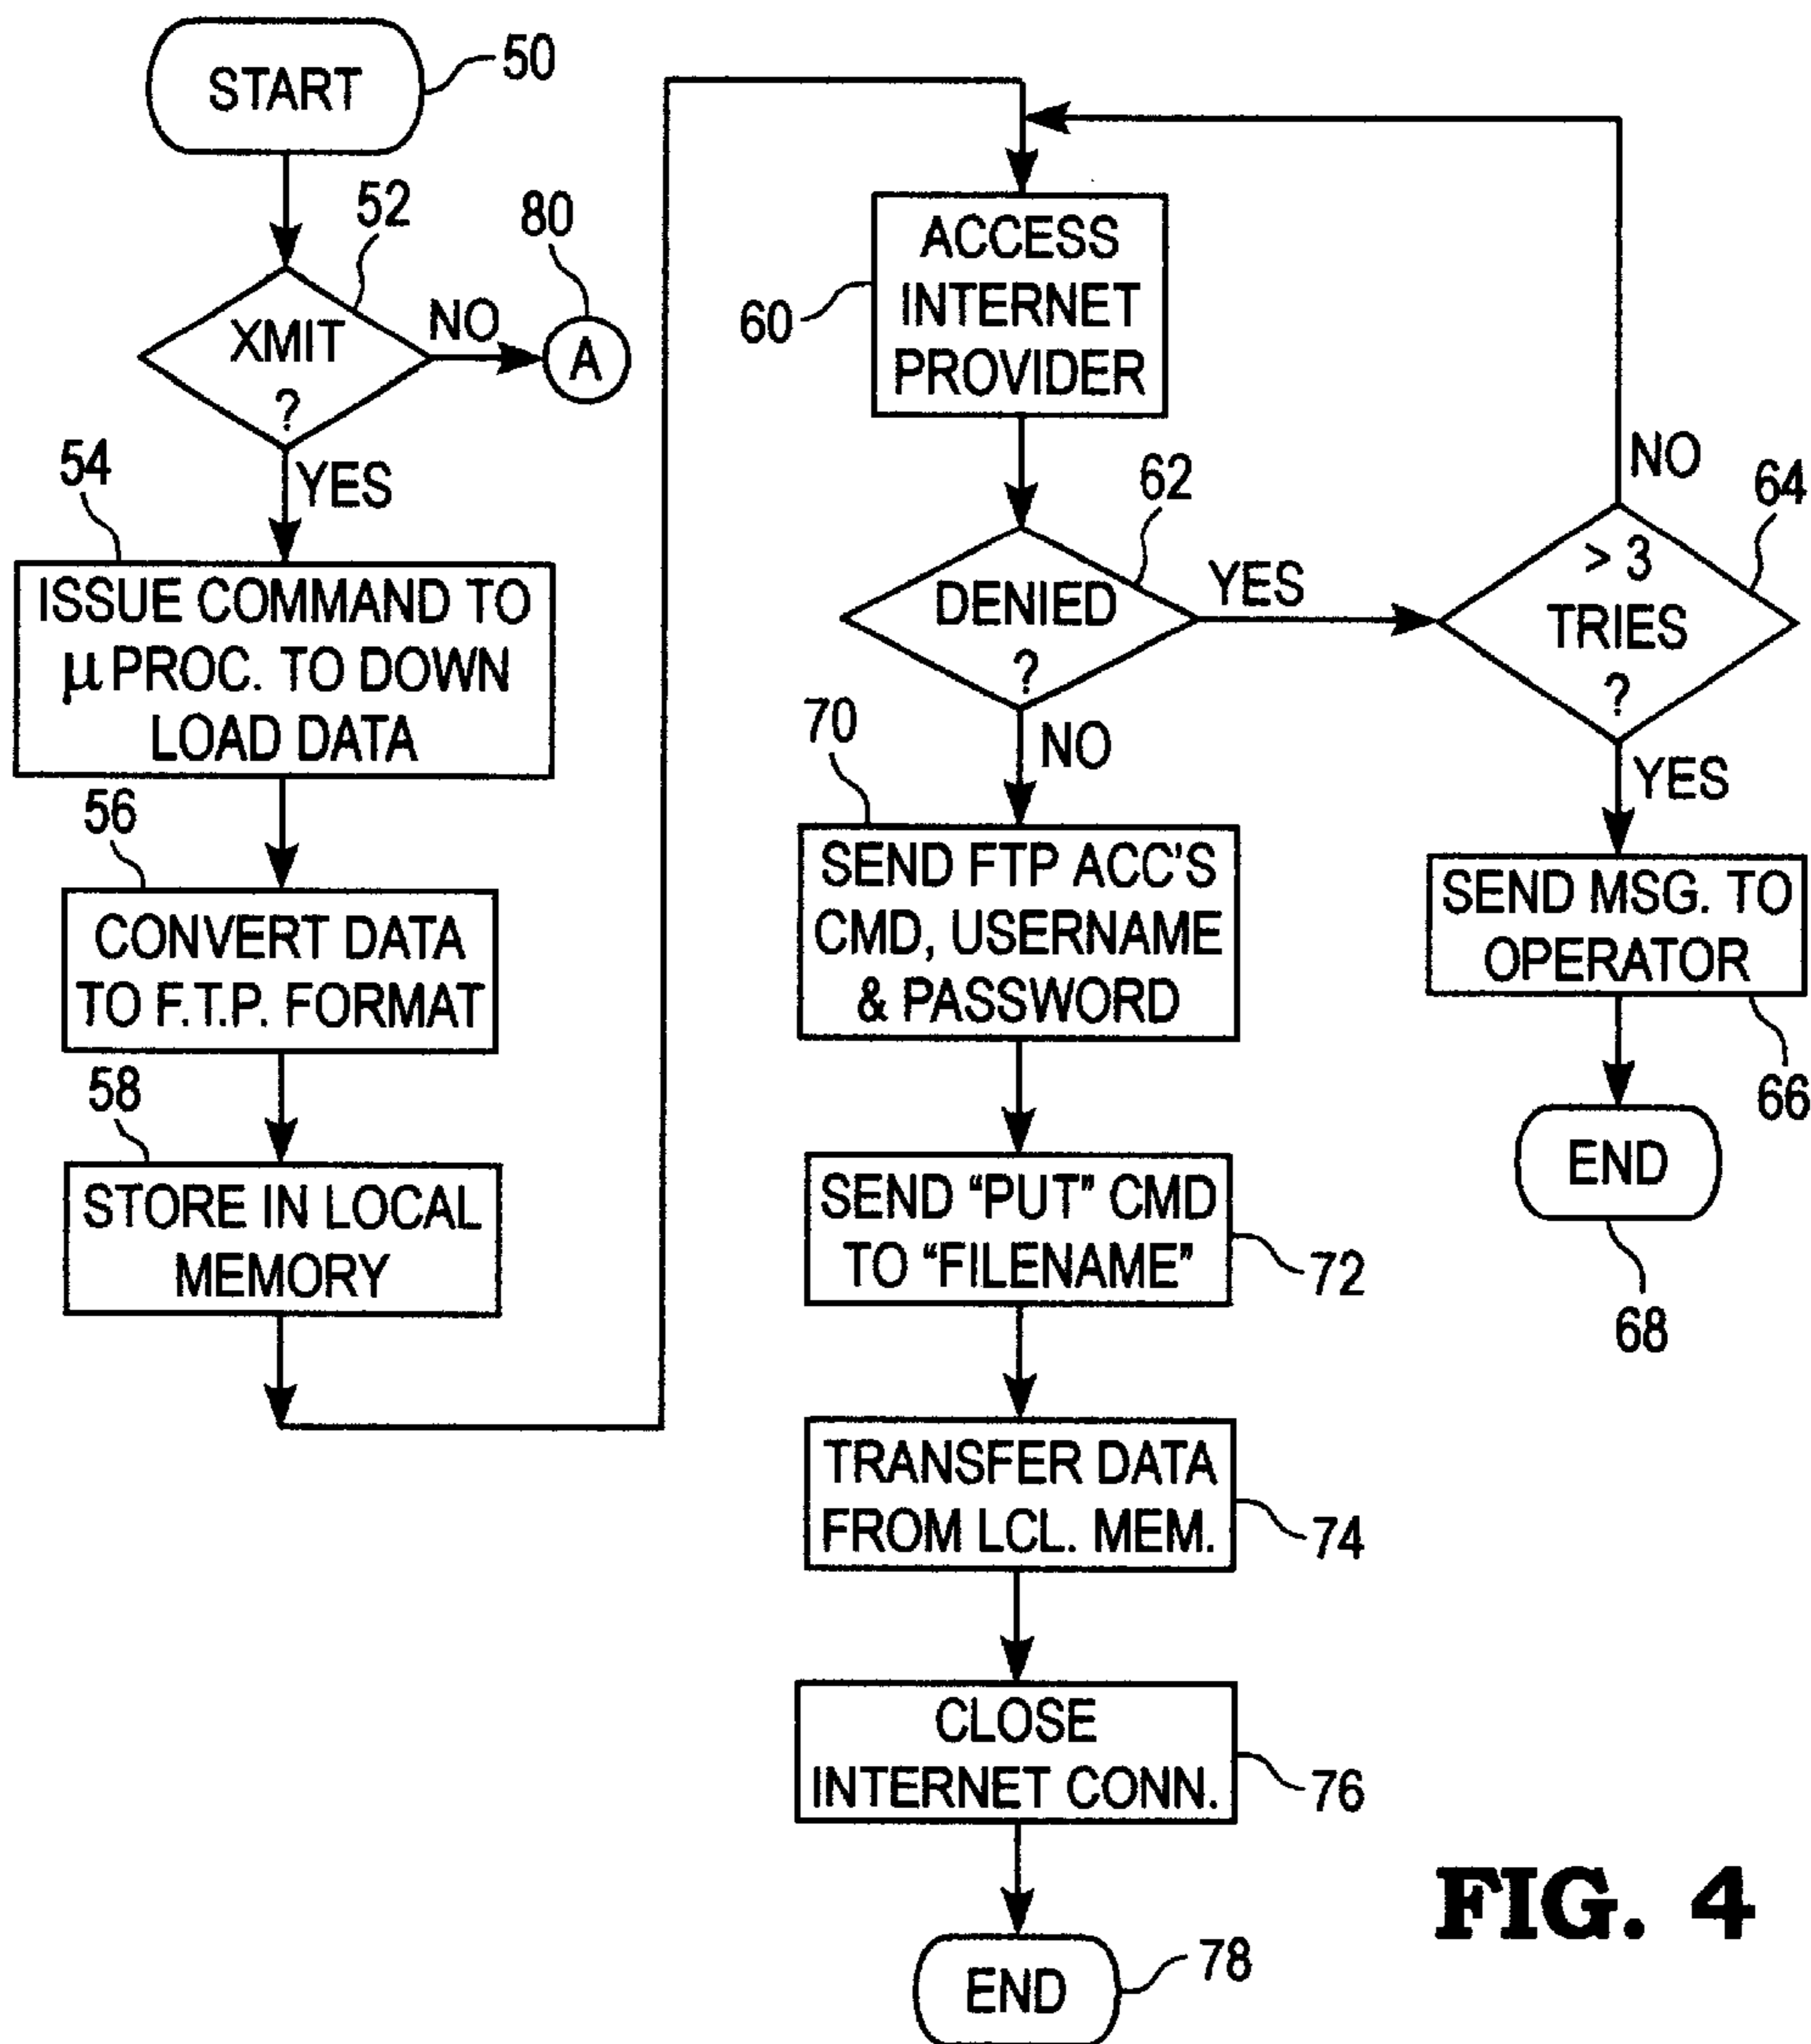 START
50
52
XMIT
?
NO
80
A
YES
54
ISSUE COMMAND TO
μ PROC. TO DOWN
LOAD DATA
56
CONVERT DATA
TO F.T.P. FORMAT
58
STORE IN LOCAL
MEMORY
ACCESS
INTERNET
PROVIDER
60
62
DENIED
?
YES
NO
64
> 3
TRIES
?
NO
YES
SEND MSG. TO
OPERATOR
66
END
68
70
SEND FTP ACC'S
CMD, USERNAME
& PASSWORD
SEND “PUT” CMD
TO “FILENAME”
72
TRANSFER DATA
FROM LCL. MEM.
74
CLOSE
INTERNET CONN.
76
END
78
FIG. 4